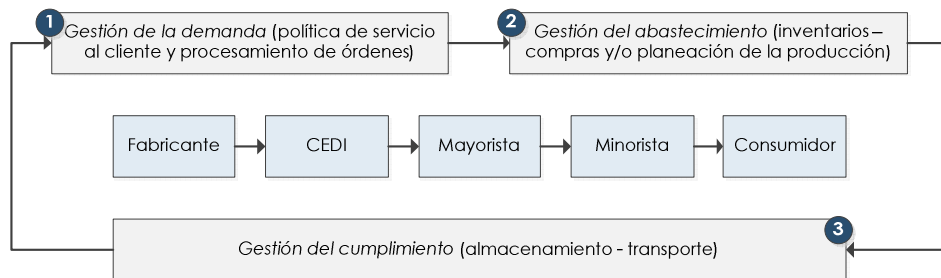 1
Gestión de la demanda (política de servicio
al cliente y procesamiento de órdenes)
2
Gestión del abastecimiento (inventarios–
compras y/o planeación de la producción)
Fabricante
CEDI
Mayorista
Minorista
Consumidor
3
Gestión del cumplimiento (almacenamiento - transporte)